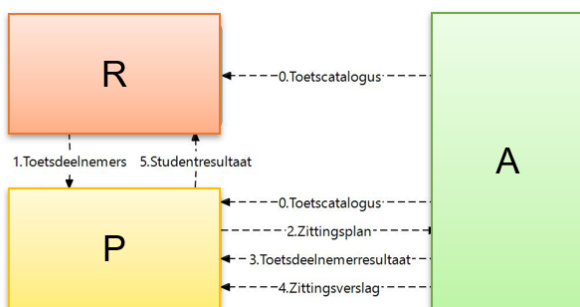 R
0.Toetscatalogus
A
1.Toetsdeelnemers
5.Studentresultaat
P
0.Toetscatalogus
2.Zittingsplan
3.Toetsdeelnemerresultaat
4.Zittingsverslag